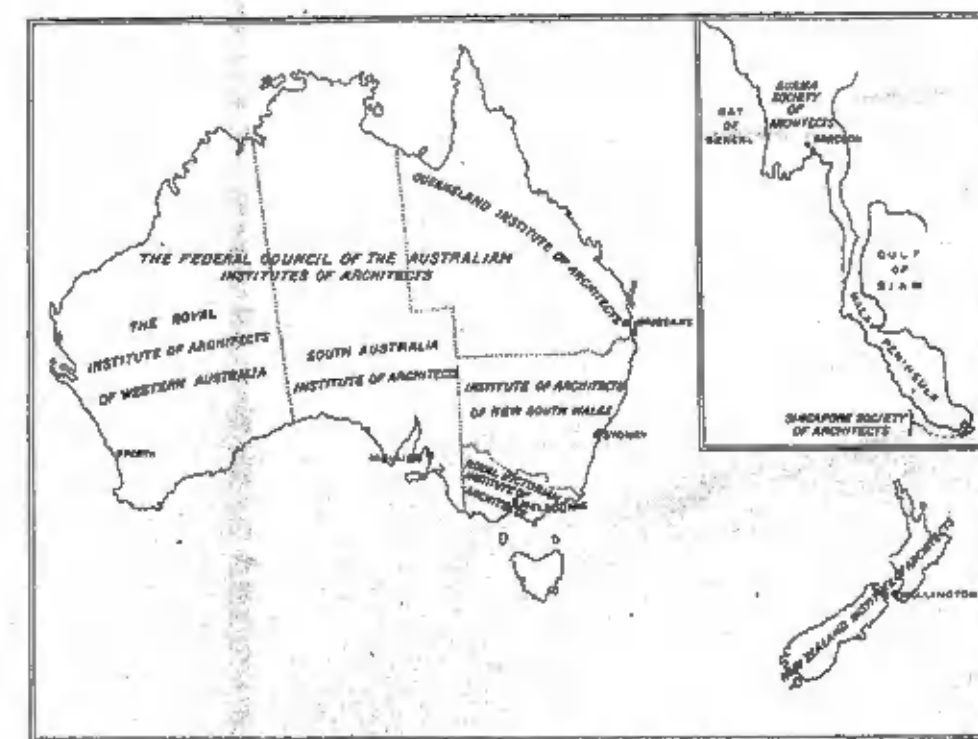 THE FEDERAL COUNCIL OF THE AUSTRALIAN
INSTITUTES OF ARCHITECTS
QUEENSLAND INSTITUTE OF ARCHITECTS
BRISBANE
THE ROYAL
INSTITUTE OF ARCHITECTS
OF WESTERN AUSTRALIA
PERTH
SOUTH AUSTRALIA
INSTITUTE OF ARCHITECTS
INSTITUTE OF ARCHITECTS
OF NEW SOUTH WALES
SYDNEY
ROYAL VICTORIAN
INSTITUTE OF
ARCHITECTS
MELBOURNE
BURMA
SOCIETY
OF
ARCHITECTS
RANGOON
BAY
OF
BENGAL
GULF
OF
SIAM
MALAY PENINSULA
SINGAPORE SOCIETY
OF ARCHITECTS
NEW ZEALAND INSTITUTE OF ARCHITECTS
WELLINGTON